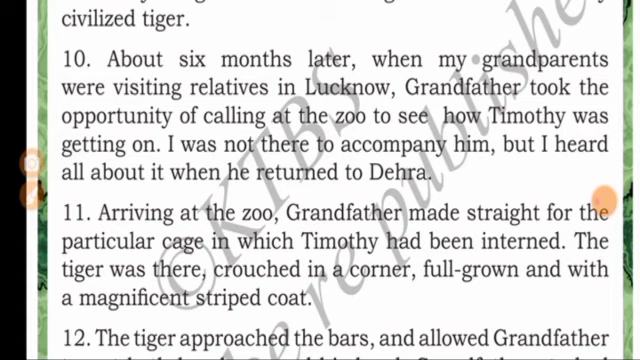 civilized tiger.
10. About six months later, when my grandparents
were visiting relatives in Lucknow, Grandfather took the
opportunity of calling at the zoo to see how Timothy was
getting on. I was not there to accompany him, but I heard
all about it when he returned to Dehra.
11. Arriving at the zoo, Grandfather made straight for the
particular cage in which Timothy had been interned. The
tiger was there, crouched in a corner, full-grown and with
a magnificent striped coat.
12. The tiger approached the bars, and allowed Grandfather
©KTBS
be republished